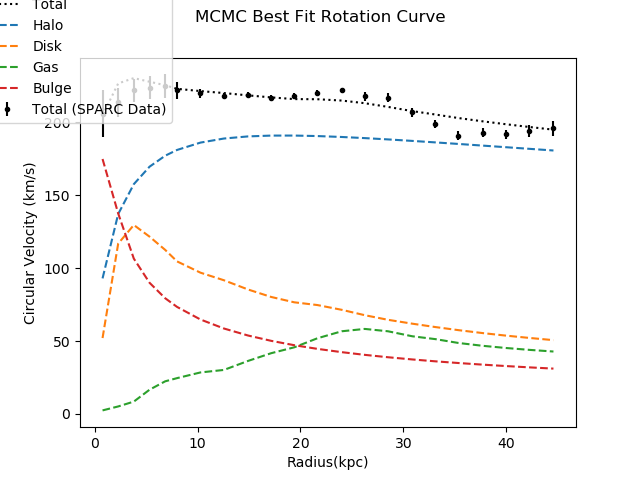 MCMC Best Fit Rotation Curve
Total
Halo
Disk
Gas
Bulge
Total (SPARC Data)
200
150
100
50
0
Circular Velocity (km/s)
0 10 20 30 40
Radius(kpc)